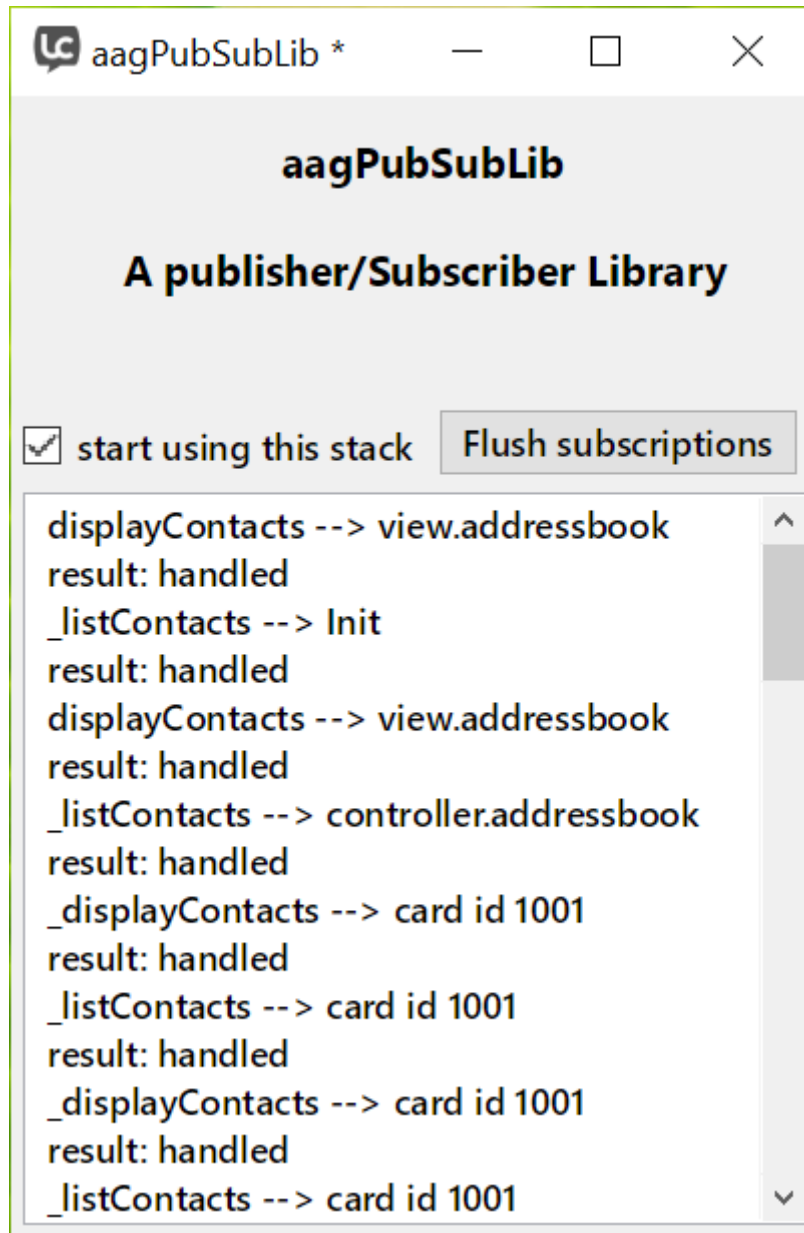 LC aagPubSubLib *
aagPubSubLib
A publisher/Subscriber Library
start using this stack
Flush subscriptions
displayContacts --> view.addressbook
result: handled
_listContacts --> Init
result: handled
displayContacts --> view.addressbook
result: handled
_listContacts --> controller.addressbook
result: handled
_displayContacts --> card id 1001
result: handled
_listContacts --> card id 1001
result: handled
_displayContacts --> card id 1001
result: handled
_listContacts --> card id 1001